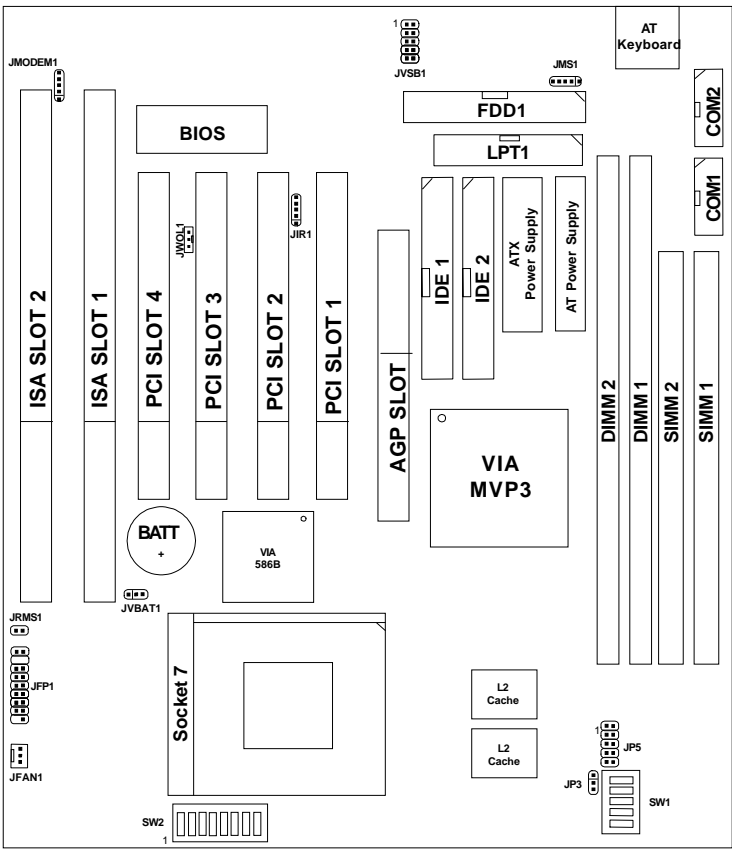 1
AT
Keyboard
JMODEM1
JVSB1
JMS1
FDD1
COM2
BIOS
LPT1
COM1
JWOL1
JIR1
ISA SLOT 2
ISA SLOT 1
PCI SLOT 4
PCI SLOT 3
PCI SLOT 2
PCI SLOT 1
AGP SLOT
IDE 1
IDE 2
ATX
Power Supply
AT Power Supply
DIMM 2
DIMM 1
SIMM 2
SIMM 1
VIA
MVP3
BATT
+
VIA
586B
JVBAT1
JRMS1
JFP1
Socket 7
L2
Cache
L2
Cache
1
JP5
JFAN1
JP3
SW1
SW2
1